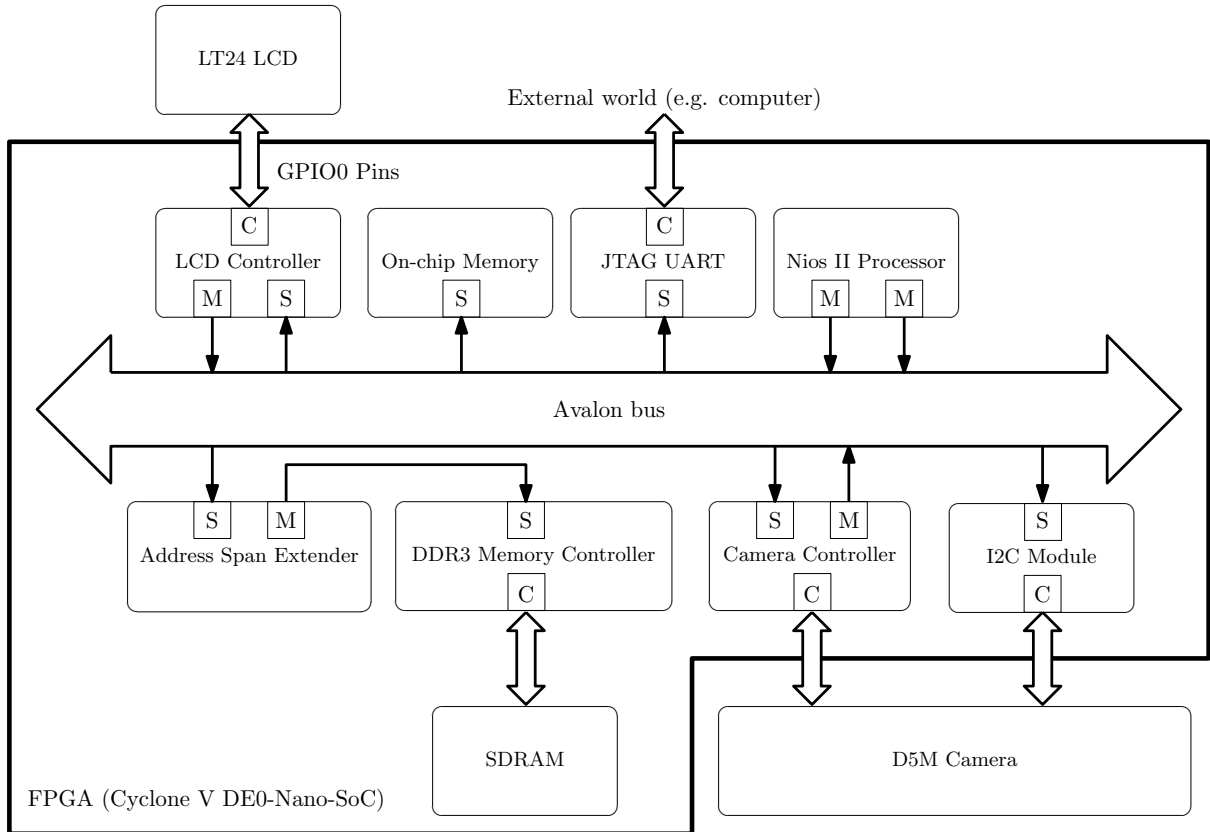 LT24 LCD
External world (e.g. computer)
GPIO0 Pins
C
C
LCD Controller
On-chip Memory
JTAG UART
Nios II Processor
M
S
S
S
M
M
Avalon bus
S
M
S
S
M
S
Address Span Extender
DDR3 Memory Controller
Camera Controller
I2C Module
C
C
C
SDRAM
D5M Camera
FPGA (Cyclone V DE0-Nano-SoC)